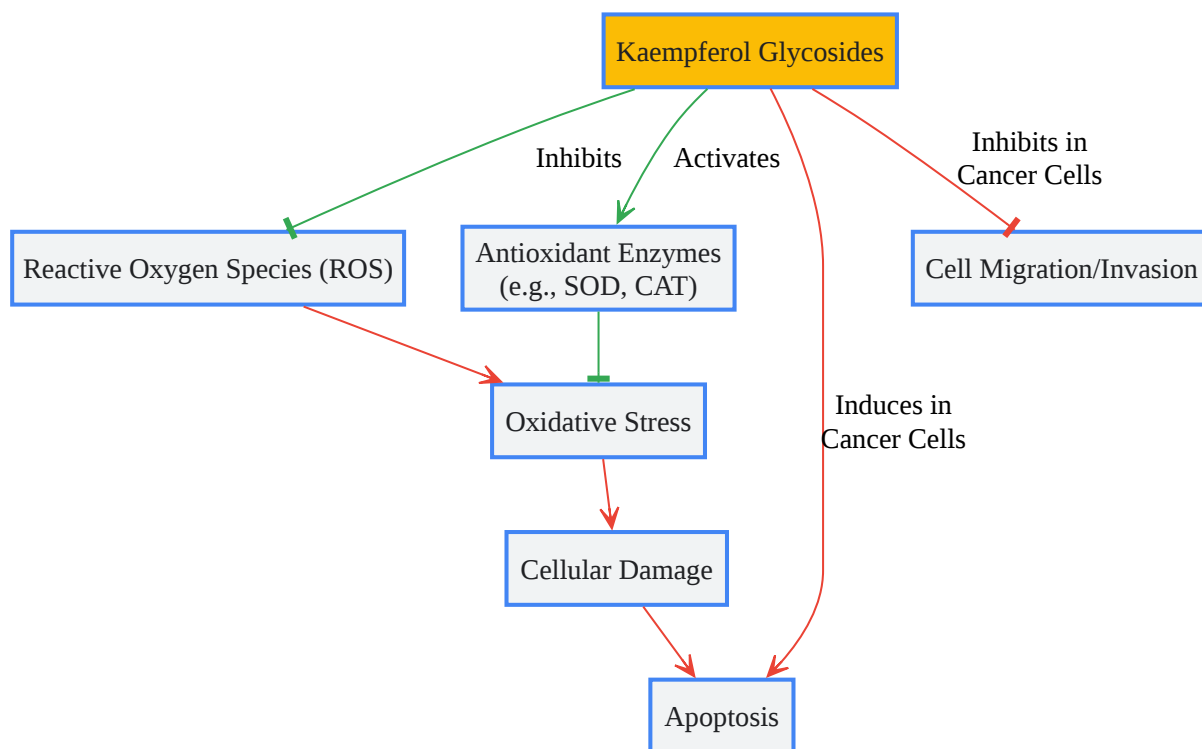 Kaempferol Glycosides
Inhibits
Activates
Inhibits in
Cancer Cells
Reactive Oxygen Species (ROS)
Antioxidant Enzymes
(e.g., SOD, CAT)
Cell Migration/Invasion
Oxidative Stress
Induces in
Cancer Cells
Cellular Damage
Apoptosis